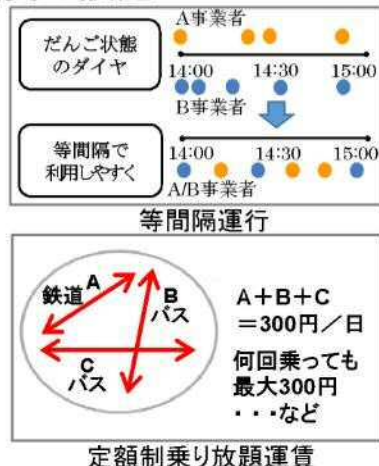 A事業者
だんご状態
のダイヤ
14:00 14:30 15:00
B事業者
等間隔で
利用しやすく
14:00 14:30 15:00
A/B事業者
等間隔運行
鉄道 A
B
バス
C
バス
A+B+C
=300円/日
何回乗っても
最大300円
・・・など
定額制乗り放題運賃